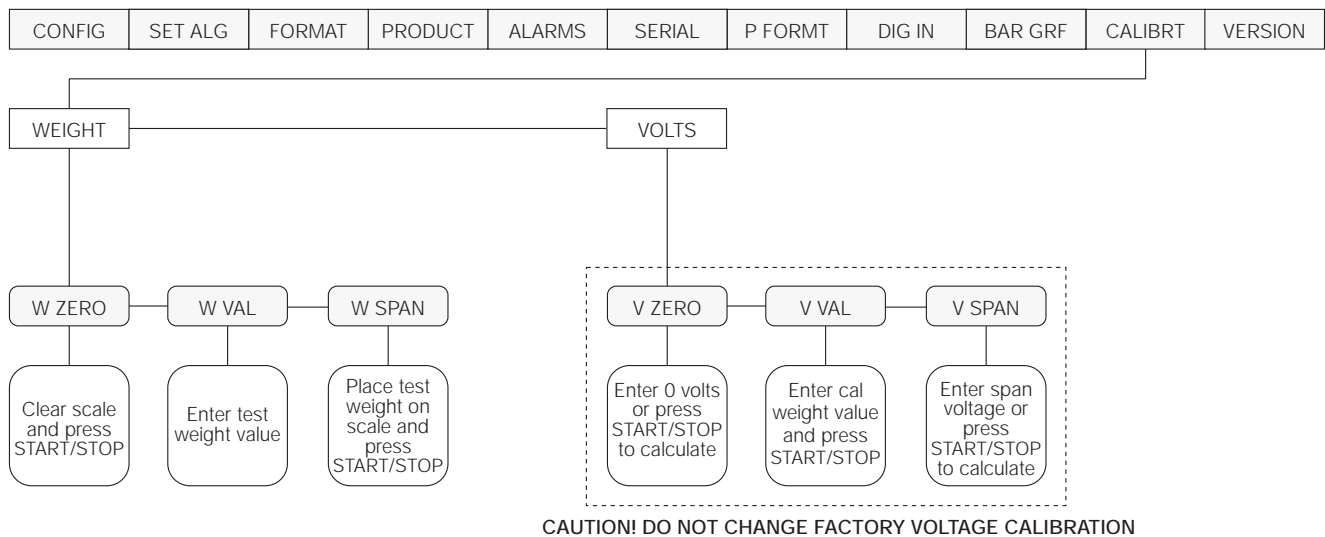 CONFIG SET ALG FORMAT PRODUCT ALARMS SERIAL P FORMT DIG IN BAR GRF CALIBRT VERSION
WEIGHT VOLTS
W ZERO W VAL W SPAN V ZERO V VAL V SPAN
Clear scale
and press
START/STOP
Enter test
weight value
Place test
weight on
scale and
press
START/STOP
Enter 0 volts
or press
START/STOP
to calculate
Enter cal
weight value
and press
START/STOP
Enter span
voltage or
press
START/STOP
to calculate
CAUTION! DO NOT CHANGE FACTORY VOLTAGE CALIBRATION